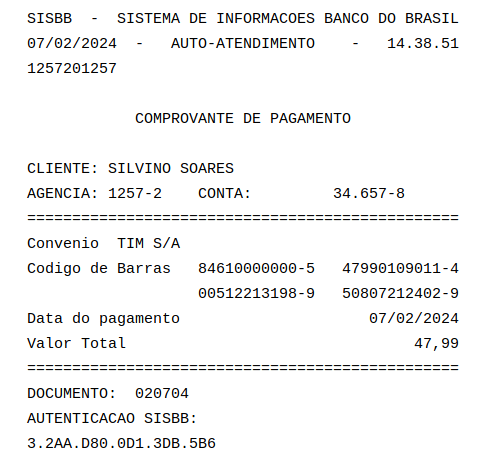 SISBB - SISTEMA DE INFORMACOES BANCO DO BRASIL
07/02/2024 - AUTO-ATENDIMENTO - 14.38.51
1257201257
COMPROVANTE DE PAGAMENTO
CLIENTE: SILVINO SOARES
AGENCIA: 1257-2 CONTA: 34.657-8
================================================
Convenio TIM S/A
Codigo de Barras 84610000000-5 47990109011-4
00512213198-9 50807212402-9
Data do pagamento 07/02/2024
Valor Total 47,99
================================================
DOCUMENTO: 020704
AUTENTICACAO SISBB:
3.2AA.D80.0D1.3DB.5B6